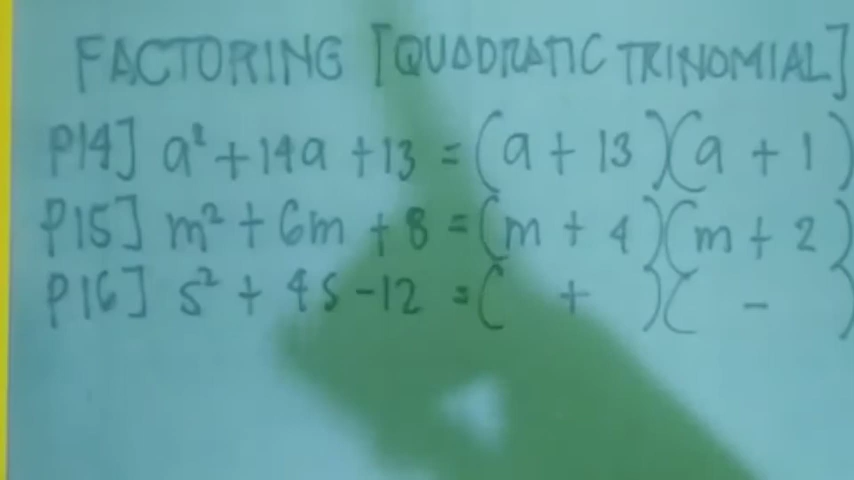 FACTORING [QUADRATIC TRINOMIAL]
P14] a² + 14a + 13 = (a + 13)(a + 1)
P15] m² + 6m + 8 = (m + 4)(m + 2)
P16] s² + 4s - 12 = ( + )( - )